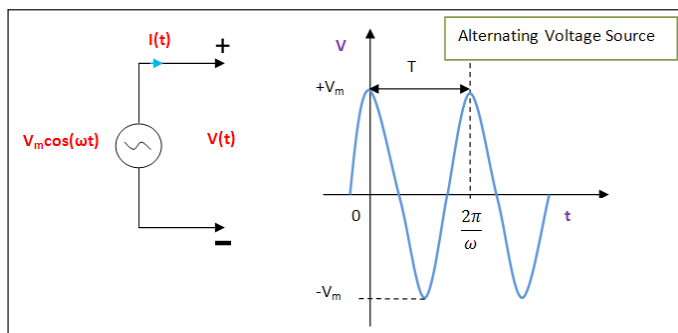 I(t)
+
V
Alternating Voltage Source
T
+Vm
Vmcos(ωt)
V(t)
0
2π
ω
t
-Vm